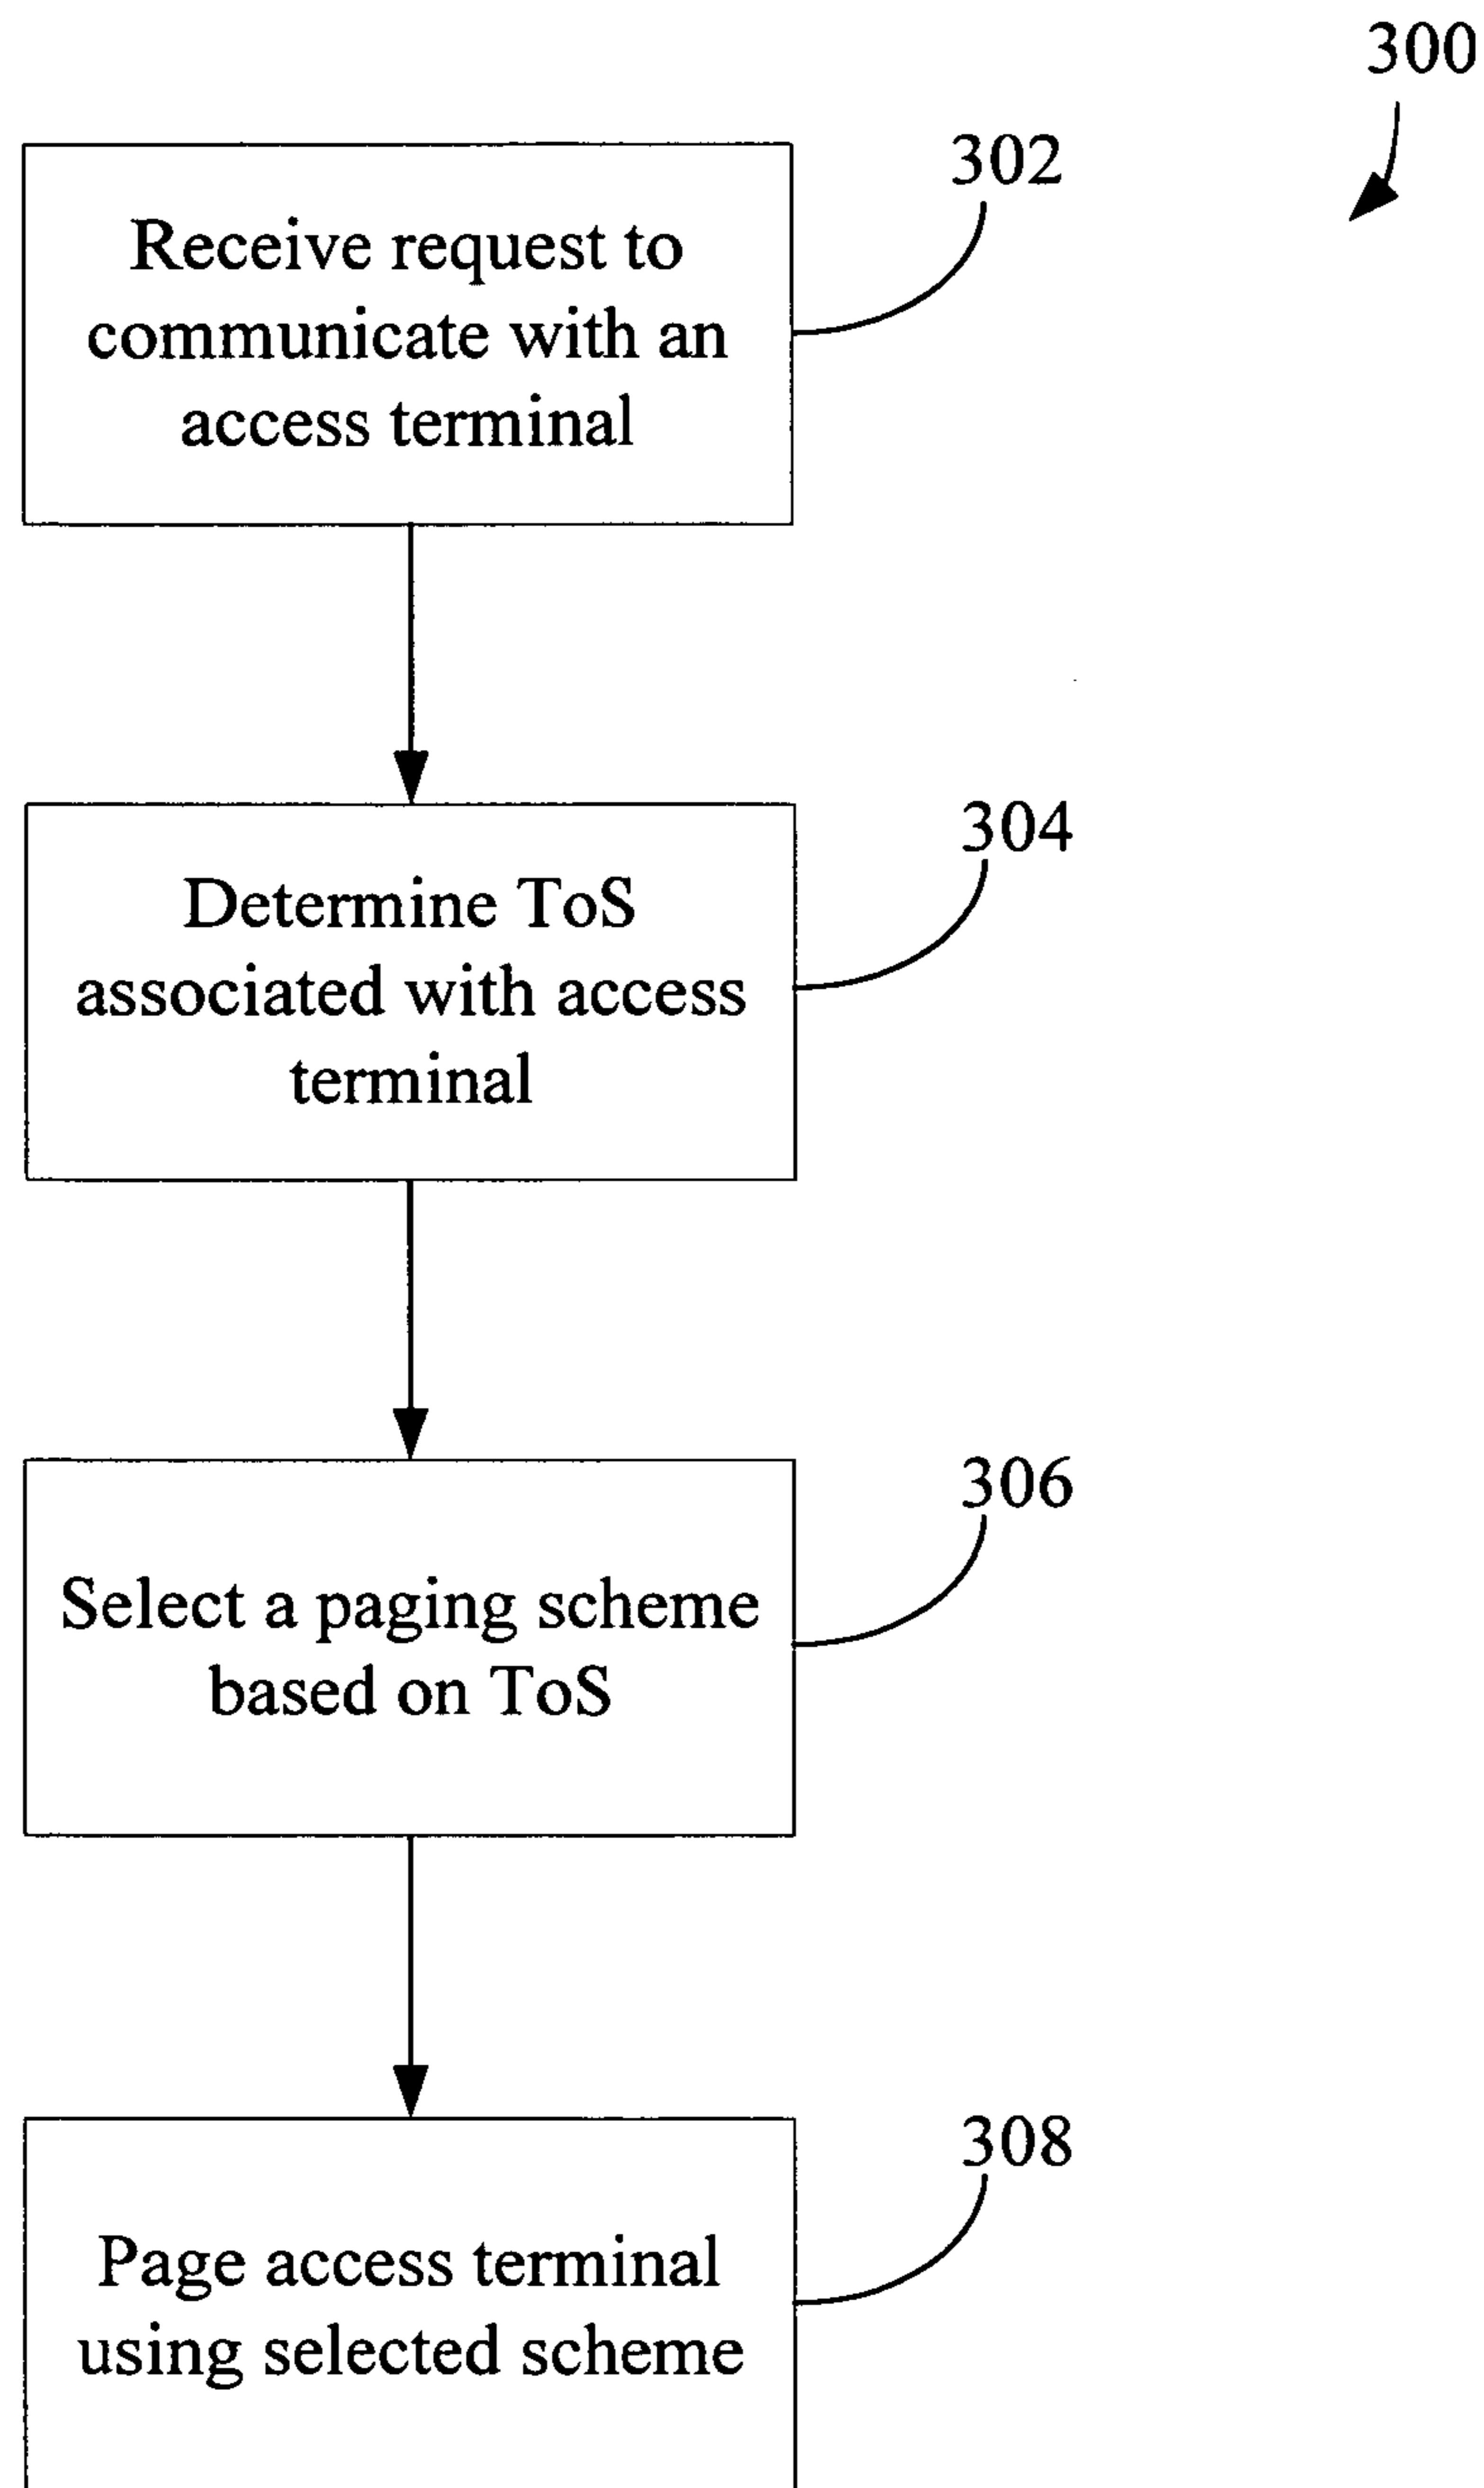 300
302
Receive request to
communicate with an
access terminal
304
Determine ToS
associated with access
terminal
306
Select a paging scheme
based on ToS
308
Page access terminal
using selected scheme